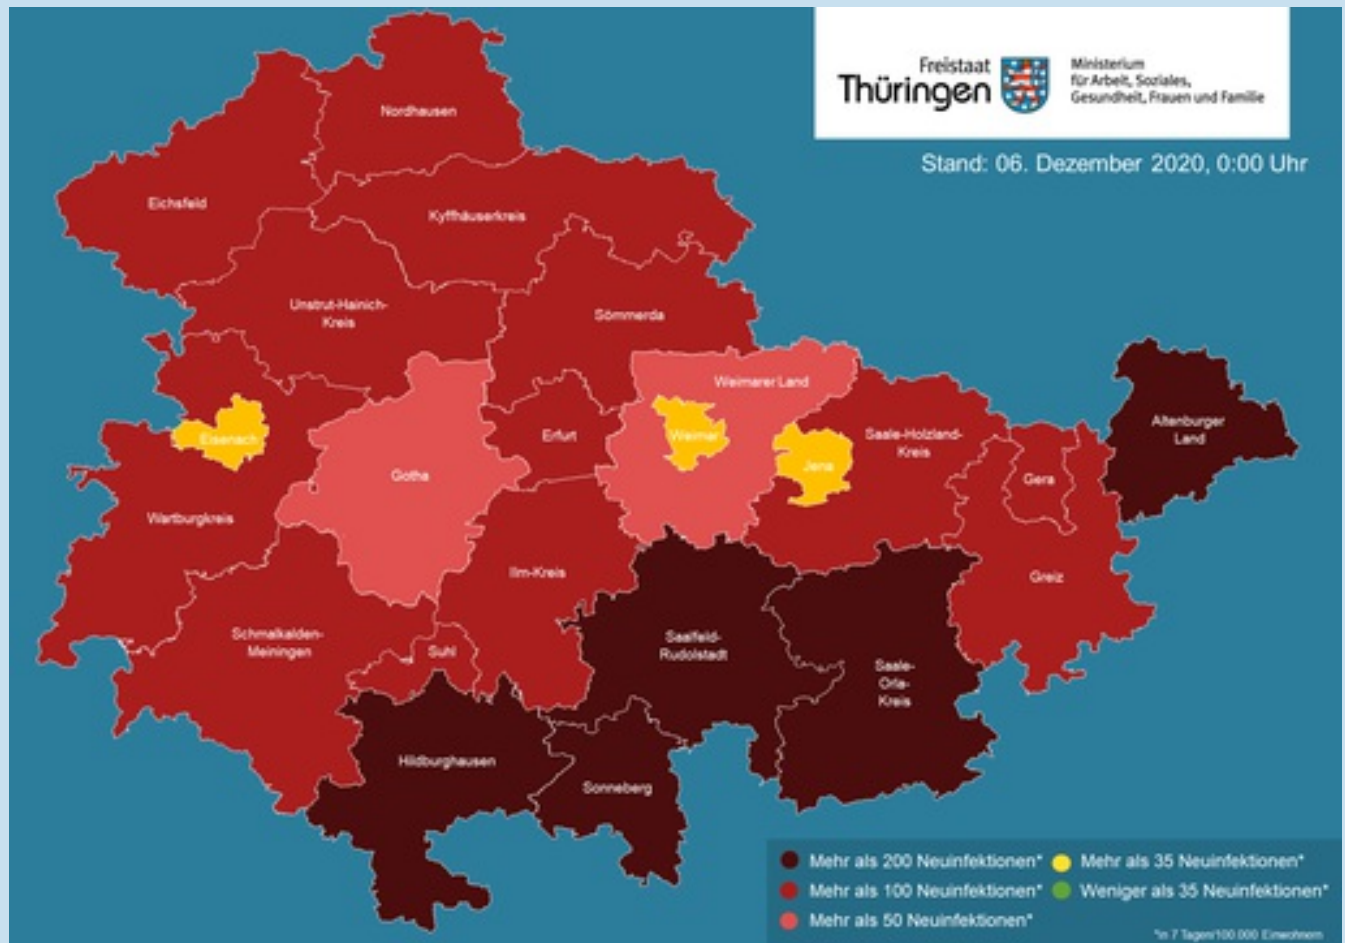 Freistaat
Thüringen
Ministerium
für Arbeit, Soziales,
Gesundheit, Frauen und Familie
Stand: 06. Dezember 2020, 0:00 Uhr
Nordhausen
Eichsfeld
Kyffhäuserkreis
Unstrut-Hainich-
Kreis
Sömmerda
Weimarer Land
Altenburger
Land
Eisenach
Erfurt
Weimar
Saale-Holzland-
Kreis
Jena
Gotha
Gera
Wartburgkreis
Ilm-Kreis
Greiz
Schmalkalden-
Meiningen
Suhl
Saalfeld-
Rudolstadt
Saale-
Orla-
Kreis
Hildburghausen
Sonneberg
Mehr als 200 Neuinfektionen*
Mehr als 35 Neuinfektionen*
Mehr als 100 Neuinfektionen*
Weniger als 35 Neuinfektionen*
Mehr als 50 Neuinfektionen*
*in 7 Tagen/100.000 Einwohnern